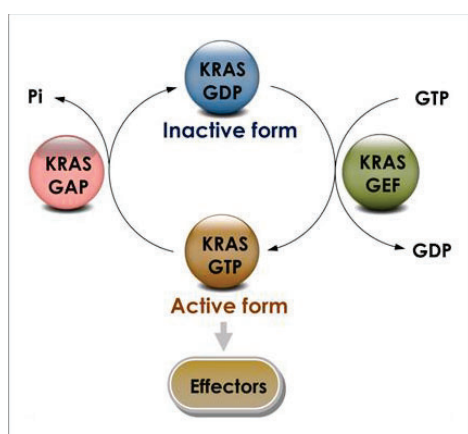 KRAS
GDP
Inactive form
Pi
GTP
KRAS
GAP
KRAS
GEF
KRAS
GTP
GDP
Active form
Effectors